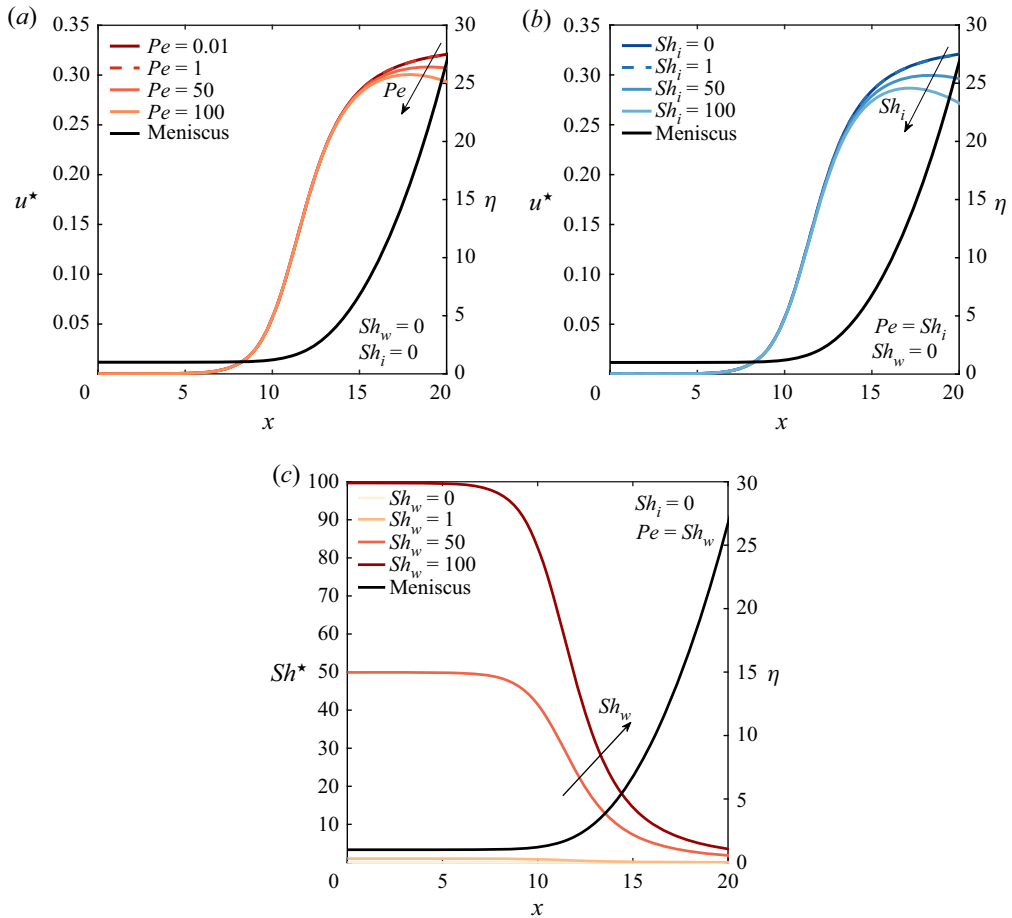 (a)
0.35
0.30
0.25
0.20
u★
0.15
0.10
0.05
Pe = 0.01
Pe = 1
Pe = 50
Pe = 100
Meniscus
Pe
Sh_w = 0
Sh_i = 0
30
25
20
15
η
10
5
0
0 5 10 15 20
x
(b)
0.35
0.30
0.25
0.20
u★
0.15
0.10
0.05
Sh_i = 0
Sh_i = 1
Sh_i = 50
Sh_i = 100
Meniscus
Sh_i
Pe = Sh_i
Sh_w = 0
30
25
20
15
η
10
5
0
0 5 10 15 20
x
(c)
100
90
80
70
60
50
Sh★
40
30
20
10
Sh_w = 0
Sh_w = 1
Sh_w = 50
Sh_w = 100
Meniscus
Sh_i = 0
Pe = Sh_w
Sh_w
30
25
20
15
η
10
5
0
0 5 10 15 20
x